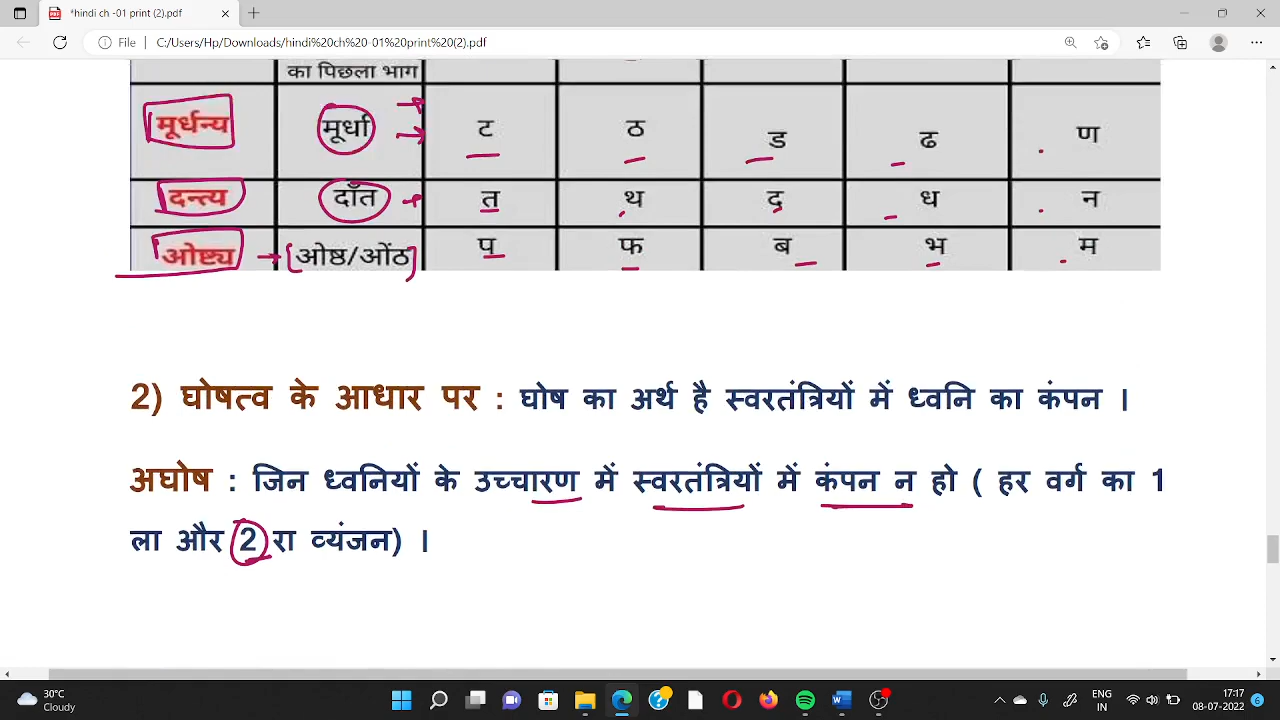 *hindi ch -01 print (2).pdf
File C:/Users/Hp/Downloads/hindi%20ch%20-01%20print%20(2).pdf
का पिछला भाग
मूर्धन्य मूर्धा ट ठ ड ढ ण
दन्त्य दाँत त थ द ध न
ओष्ट्य ओष्ठ/ओंठ प फ ब भ म
2) घोषत्व के आधार पर : घोष का अर्थ है स्वरतंत्रियों में ध्वनि का कंपन ।
अघोष : जिन ध्वनियों के उच्चारण में स्वरतंत्रियों में कंपन न हो ( हर वर्ग का 1
ला और 2 रा व्यंजन) ।
30°C
Cloudy
ENG
IN
17:17
08-07-2022
6